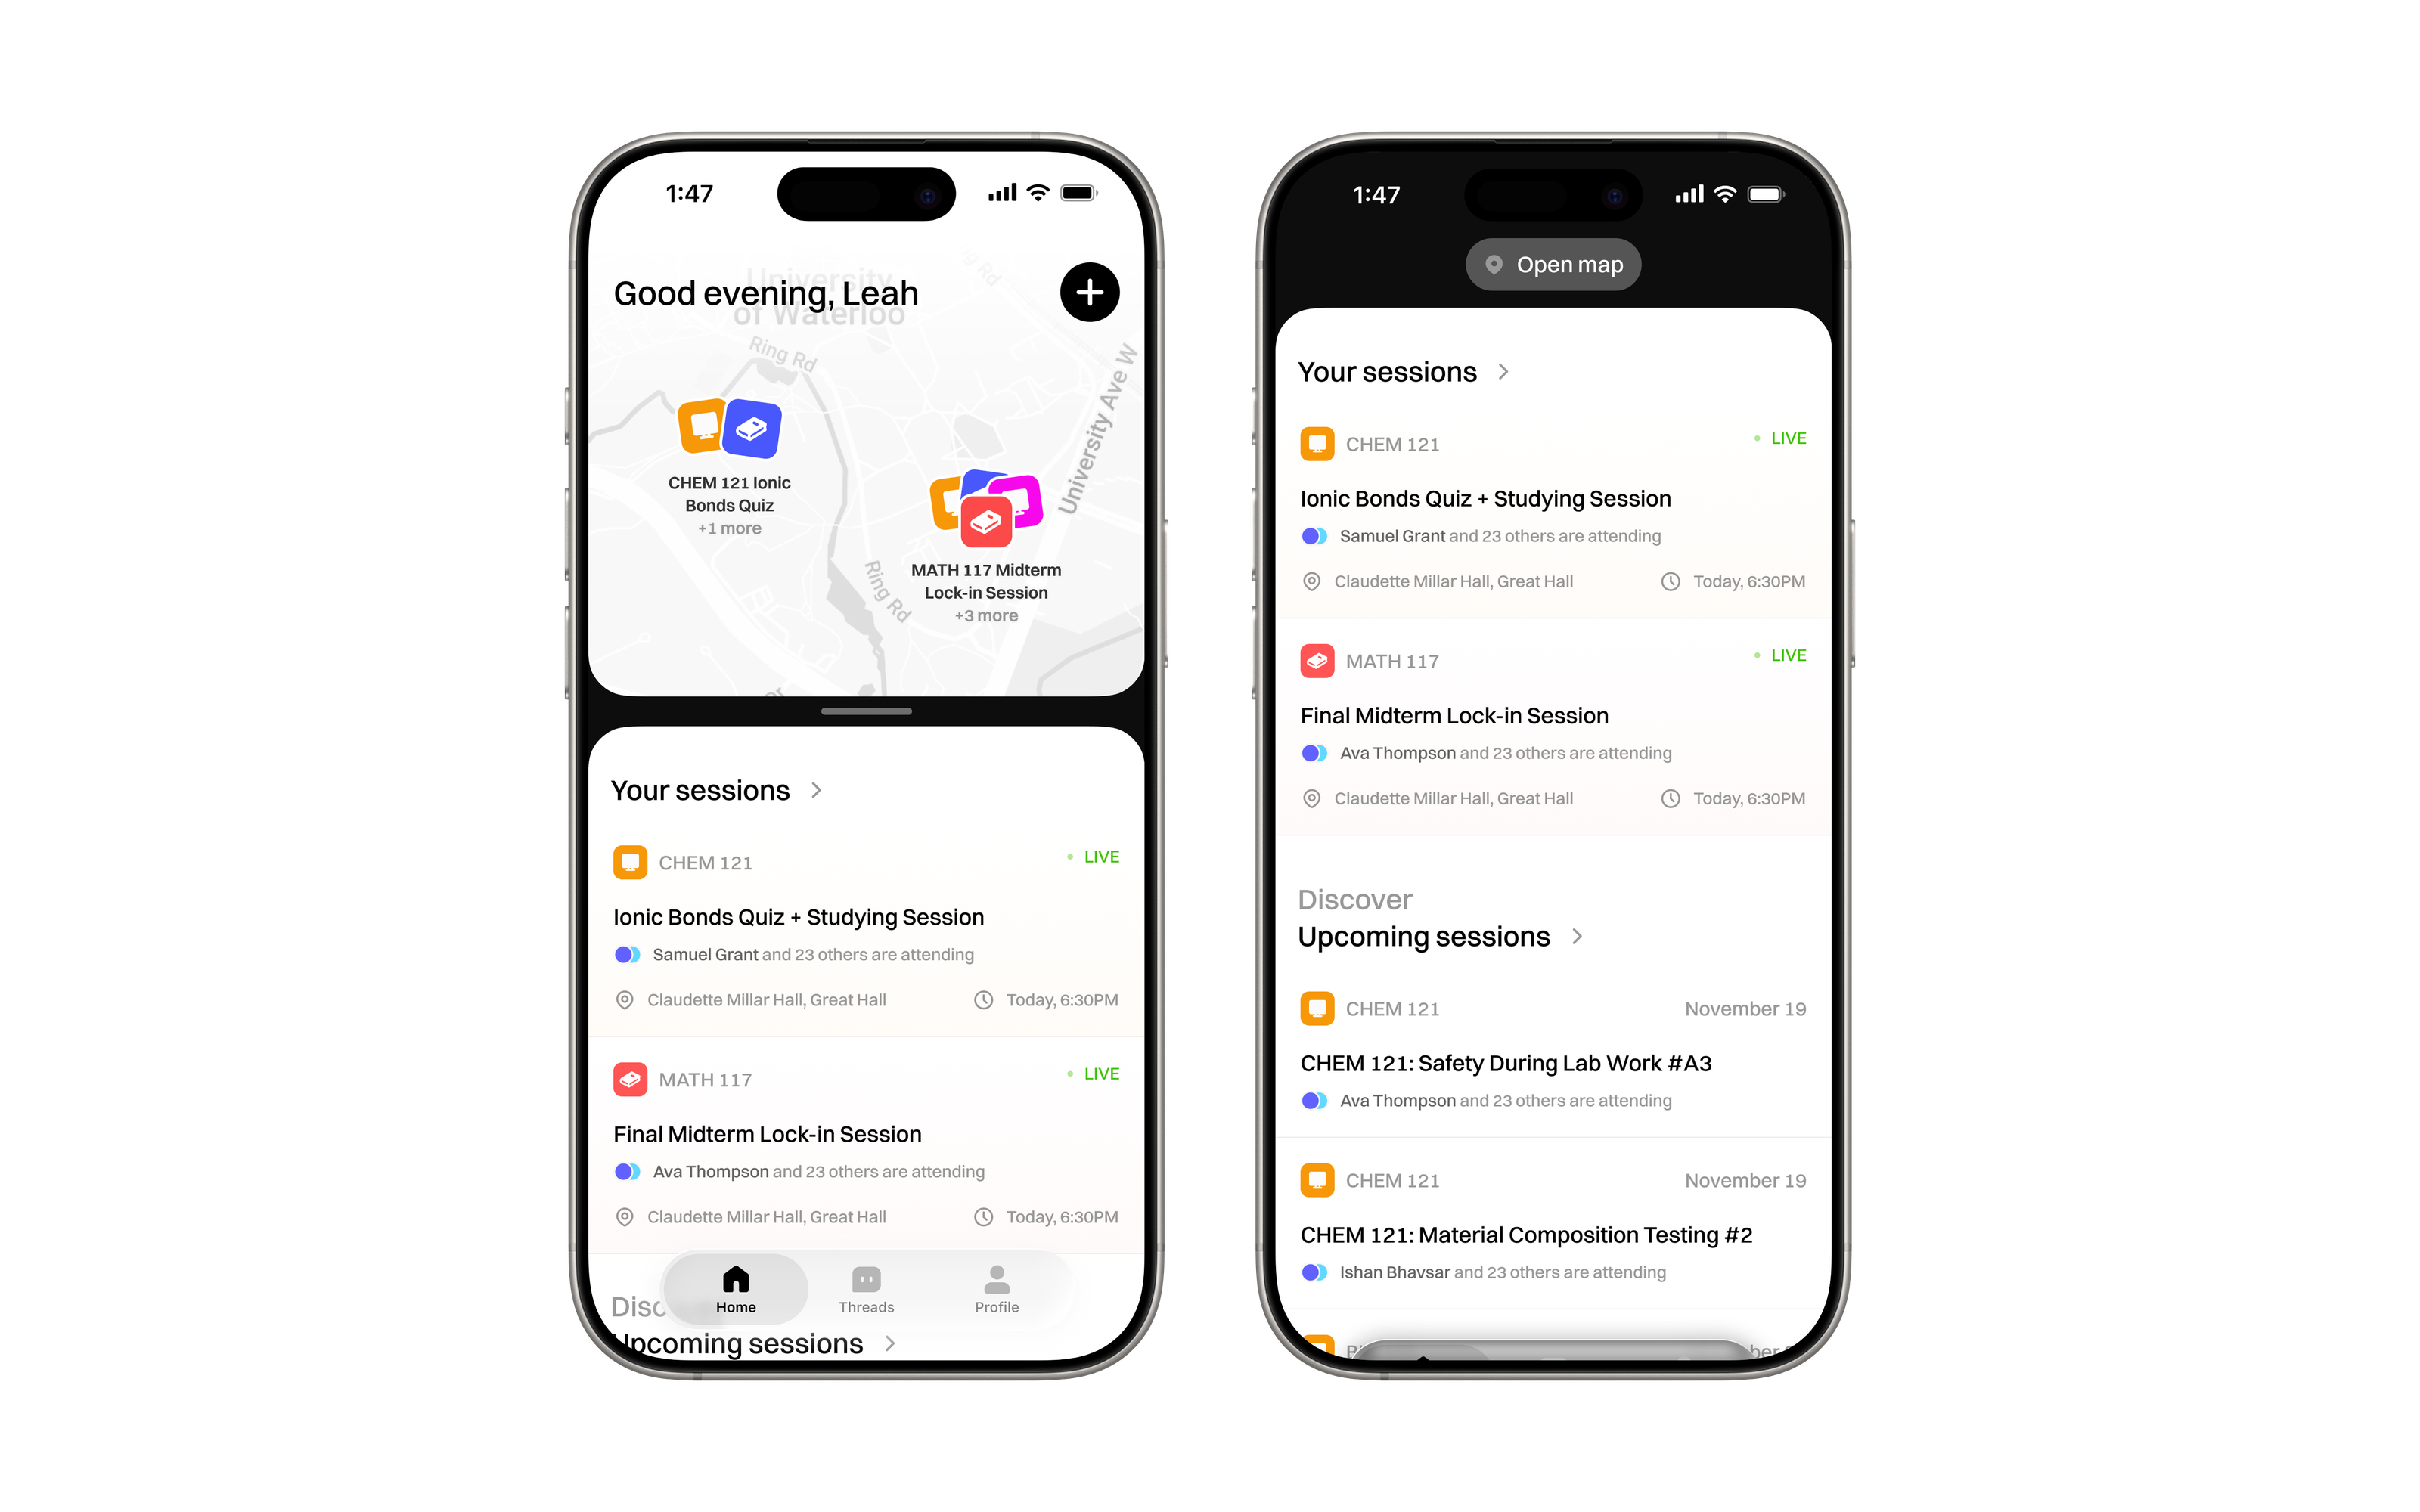 1:47
Good evening, Leah
University
of Waterloo
ng Rd
Ring Rd
University Ave W
CHEM 121 Ionic
Bonds Quiz
+1 more
Ring Rd
MATH 117 Midterm
Lock-in Session
+3 more
Your sessions
CHEM 121
LIVE
Ionic Bonds Quiz + Studying Session
Samuel Grant and 23 others are attending
Claudette Millar Hall, Great Hall
Today, 6:30PM
MATH 117
LIVE
Final Midterm Lock-in Session
Ava Thompson and 23 others are attending
Claudette Millar Hall, Great Hall
Today, 6:30PM
Home
Threads
Profile
Disc
Upcoming sessions
1:47
Open map
Your sessions
CHEM 121
LIVE
Ionic Bonds Quiz + Studying Session
Samuel Grant and 23 others are attending
Claudette Millar Hall, Great Hall
Today, 6:30PM
MATH 117
LIVE
Final Midterm Lock-in Session
Ava Thompson and 23 others are attending
Claudette Millar Hall, Great Hall
Today, 6:30PM
Discover
Upcoming sessions
CHEM 121
November 19
CHEM 121: Safety During Lab Work #A3
Ava Thompson and 23 others are attending
CHEM 121
November 19
CHEM 121: Material Composition Testing #2
Ishan Bhavsar and 23 others are attending